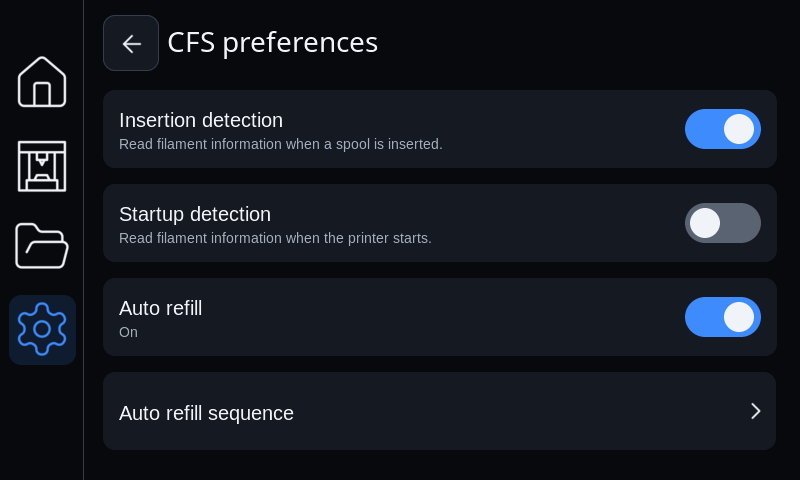 CFS preferences
Insertion detection
Read filament information when a spool is inserted.
Startup detection
Read filament information when the printer starts.
Auto refill
On
Auto refill sequence